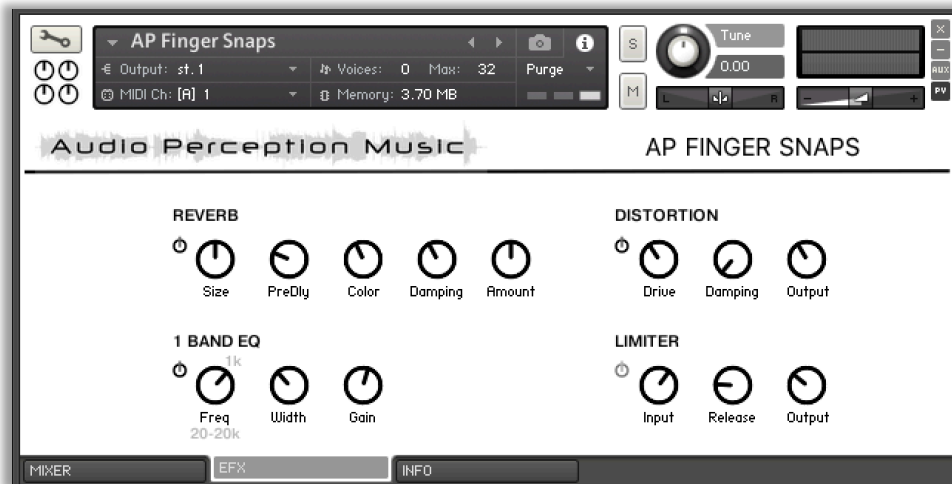 AP Finger Snaps
S
Tune
Output: st. 1
Voices: 0 Max: 32
Purge
0.00
AUX
MIDI Ch: [A] 1
Memory: 3.70 MB
M
L
R
PV
Audio Perception Music
AP FINGER SNAPS
REVERB
DISTORTION
Size PreDly Color Damping Amount
Drive Damping Output
1 BAND EQ
LIMITER
1k
Freq Width Gain
Input Release Output
20-20k
MIXER
EFX
INFO